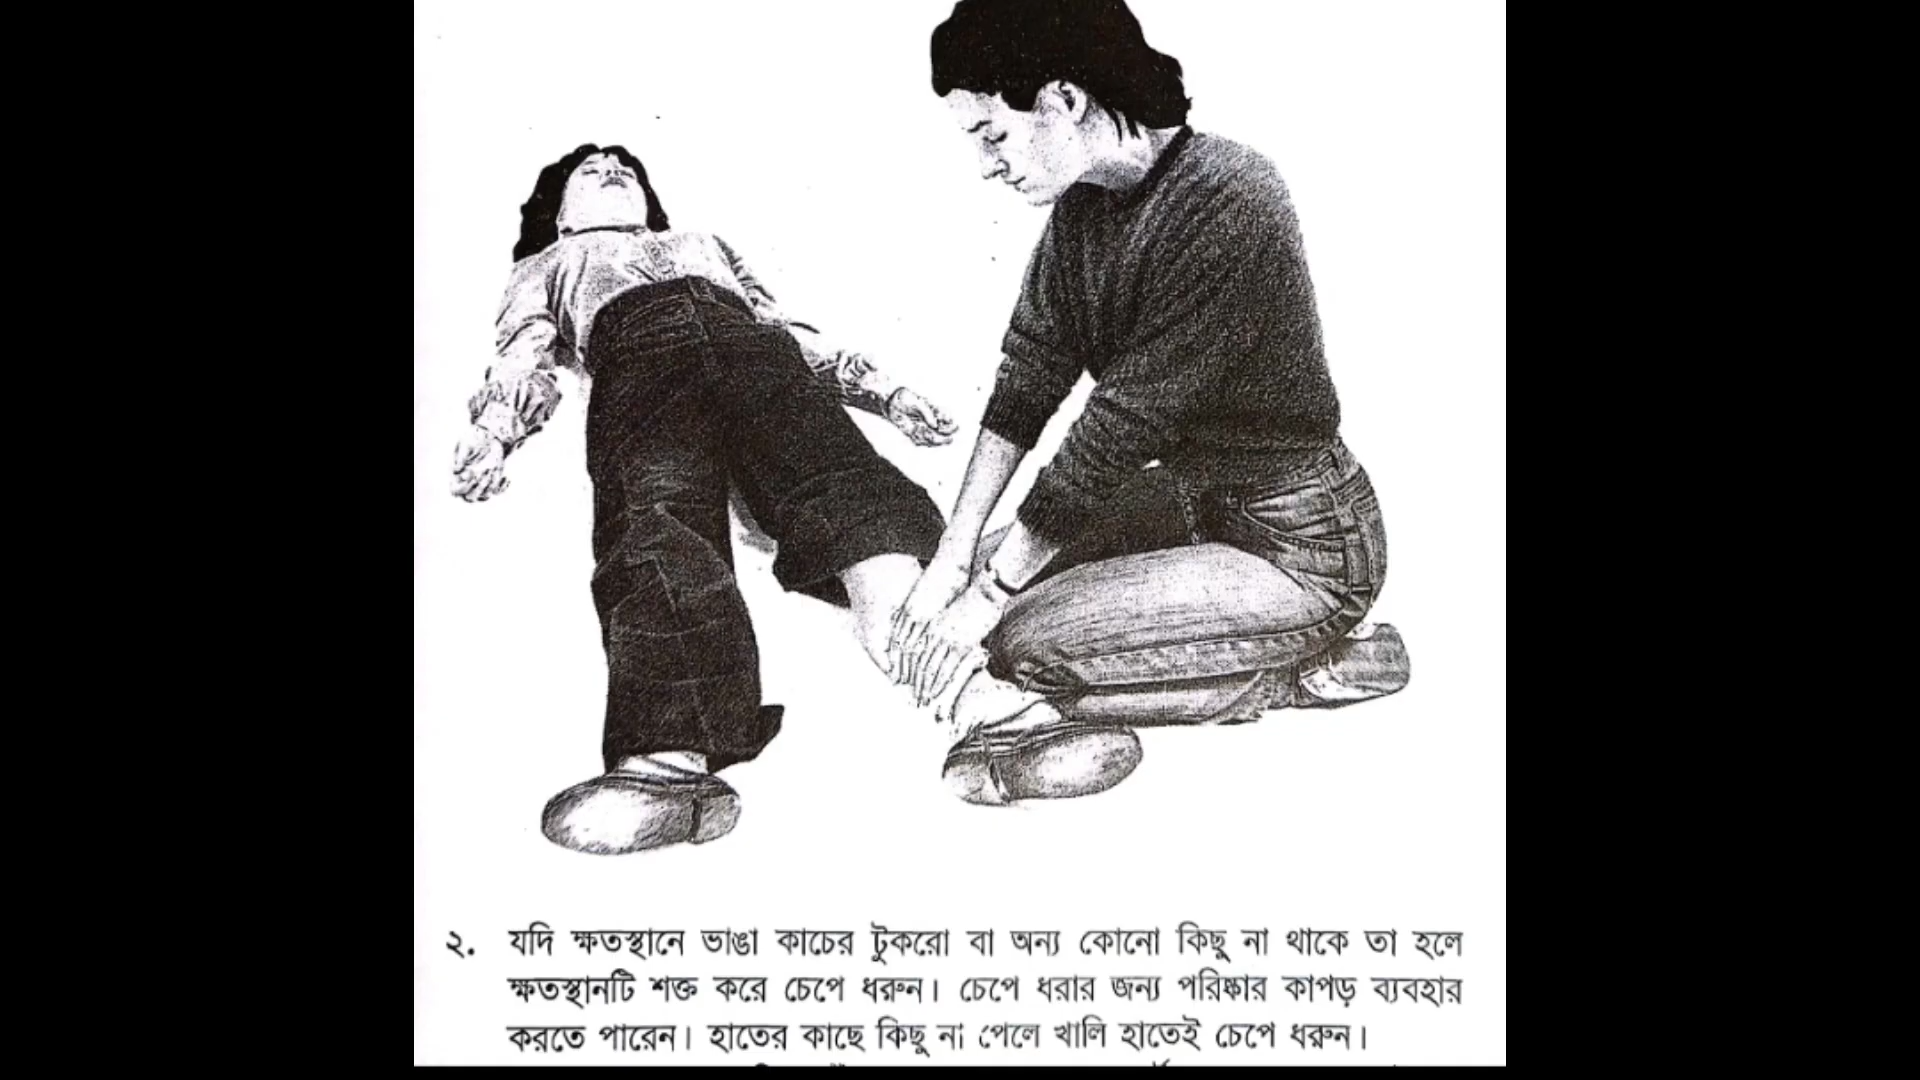 ২. যদি ক্ষতস্থানে ভাঙা কাচের টুকরো বা অন্য কোনো কিছু না থাকে তা হলে
ক্ষতস্থানটি শক্ত করে চেপে ধরুন। চেপে ধরার জন্য পরিষ্কার কাপড় ব্যবহার
করতে পারেন। হাতের কাছে কিছু না পেলে খালি হাতেই চেপে ধরুন।